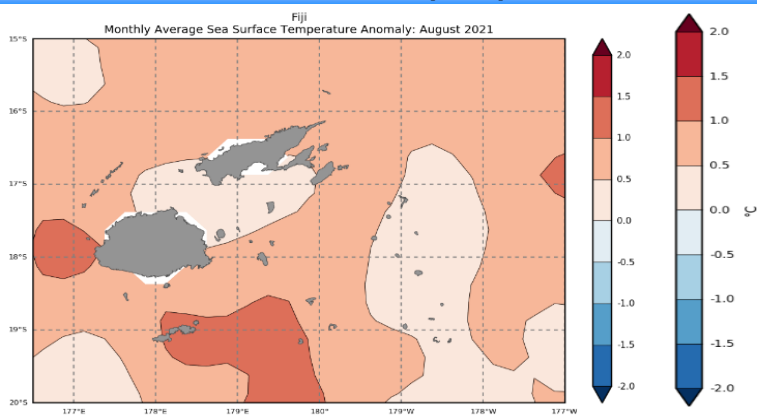 Fiji
Monthly Average Sea Surface Temperature Anomaly: August 2021
15°S
16°S
17°S
18°S
19°S
20°S
177°E
178°E
179°E
180°
179°W
178°W
177°W
2.0
1.5
1.0
0.5
0.0
-0.5
-1.0
-1.5
-2.0
2.0
1.5
1.0
0.5
0.0
-0.5
-1.0
-1.5
-2.0
°C